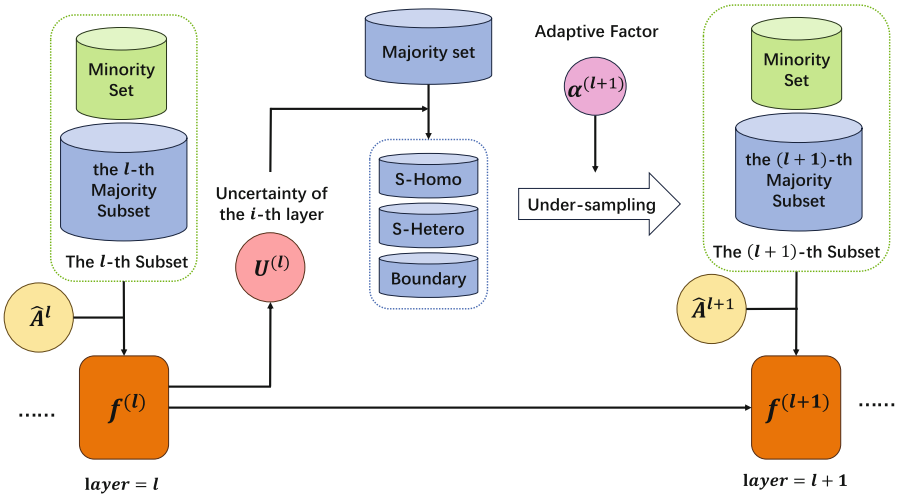 Minority
Set
the l-th
Majority
Subset
The l-th Subset
Â^l
f^(l)
......
layer = l
Uncertainty of
the i-th layer
U^(l)
Majority set
S-Homo
S-Hetero
Boundary
Adaptive Factor
α^(l+1)
Under-sampling
Minority
Set
the (l + 1)-th
Majority
Subset
The (l + 1)-th Subset
Â^l+1
f^(l+1)
......
layer = l + 1